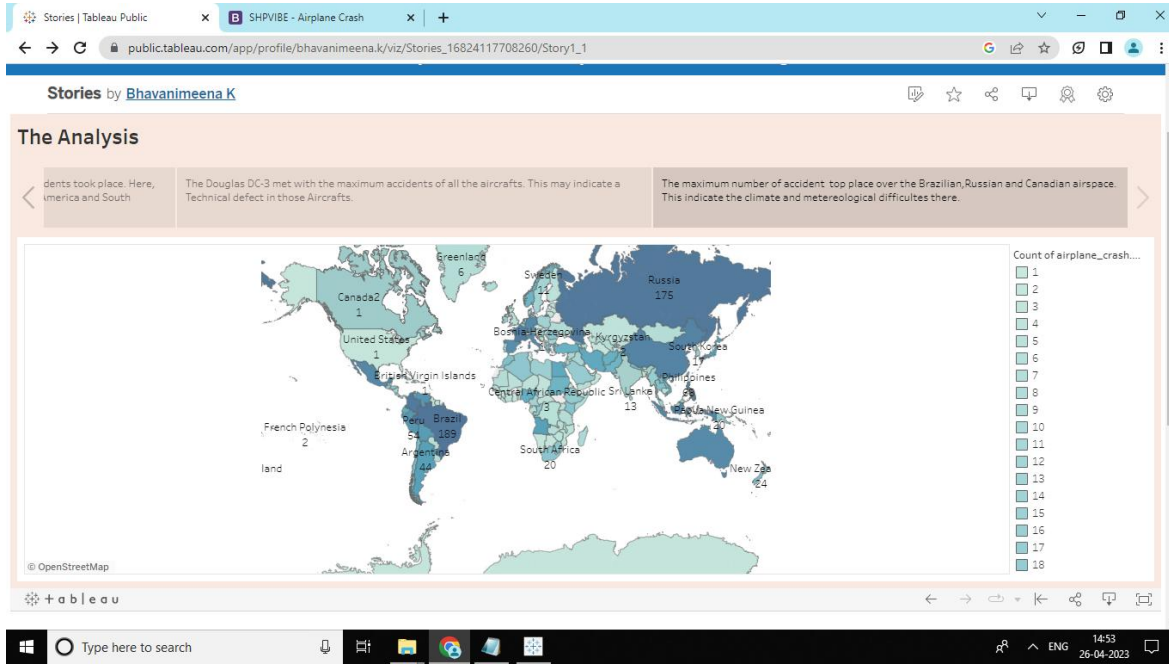 Stories | Tableau Public
SHPVIBE - Airplane Crash
public.tableau.com/app/profile/bhavanimeena.k/viz/Stories_16824117708260/Story1_1
Stories by Bhavanimeena K
The Analysis
dents took place. Here,
America and South
The Douglas DC-3 met with the maximum accidents of all the aircrafts. This may indicate a
Technical defect in those Aircrafts.
The maximum number of accident top place over the Brazilian,Russian and Canadian airspace.
This indicate the climate and metereological difficultes there.
Count of airplane_crash....
1
2
3
4
5
6
7
8
9
10
11
12
13
14
15
16
17
18
Greenland
6
Sweden
11
Russia
175
Canada2
1
United States
1
Bosnia Herzegovina
Kyrgyzstan
2
South Korea
17
British Virgin Islands
1
Central African Republic
3
Sri Lanka
13
Philippines
Papua New Guinea
40
French Polynesia
2
Peru
54
Brazil
189
Argentina
44
South Africa
20
land
New Zea
24
© OpenStreetMap
+ a b | e a u
Type here to search
ENG
14:53
26-04-2023